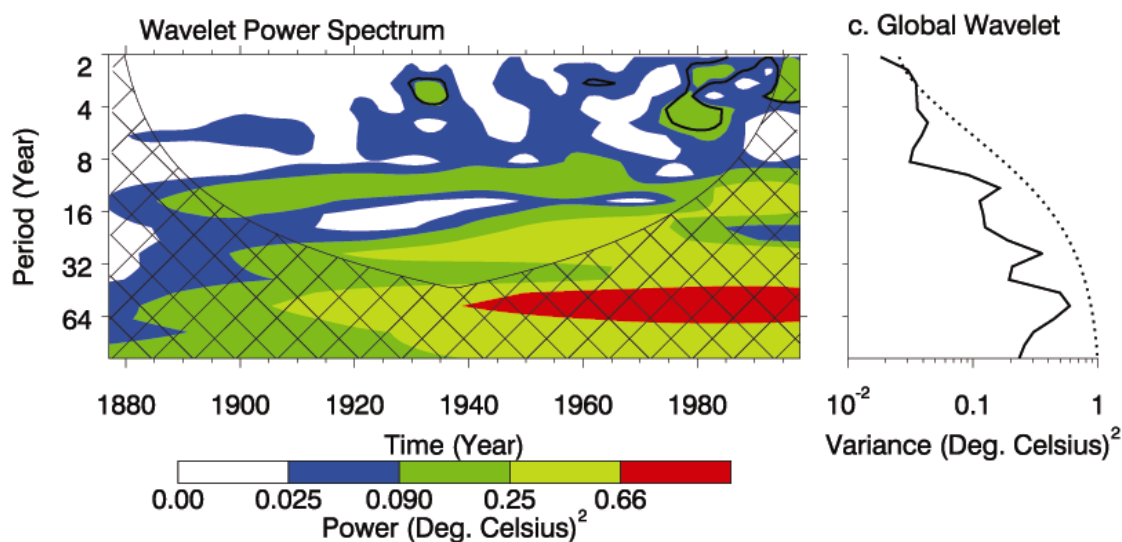 Wavelet Power Spectrum
c. Global Wavelet
Period (Year)
2
4
8
16
32
64
1880 1900 1920 1940 1960 1980
Time (Year)
10-2 0.1 1
Variance (Deg. Celsius)2
0.00 0.025 0.090 0.25 0.66
Power (Deg. Celsius)2